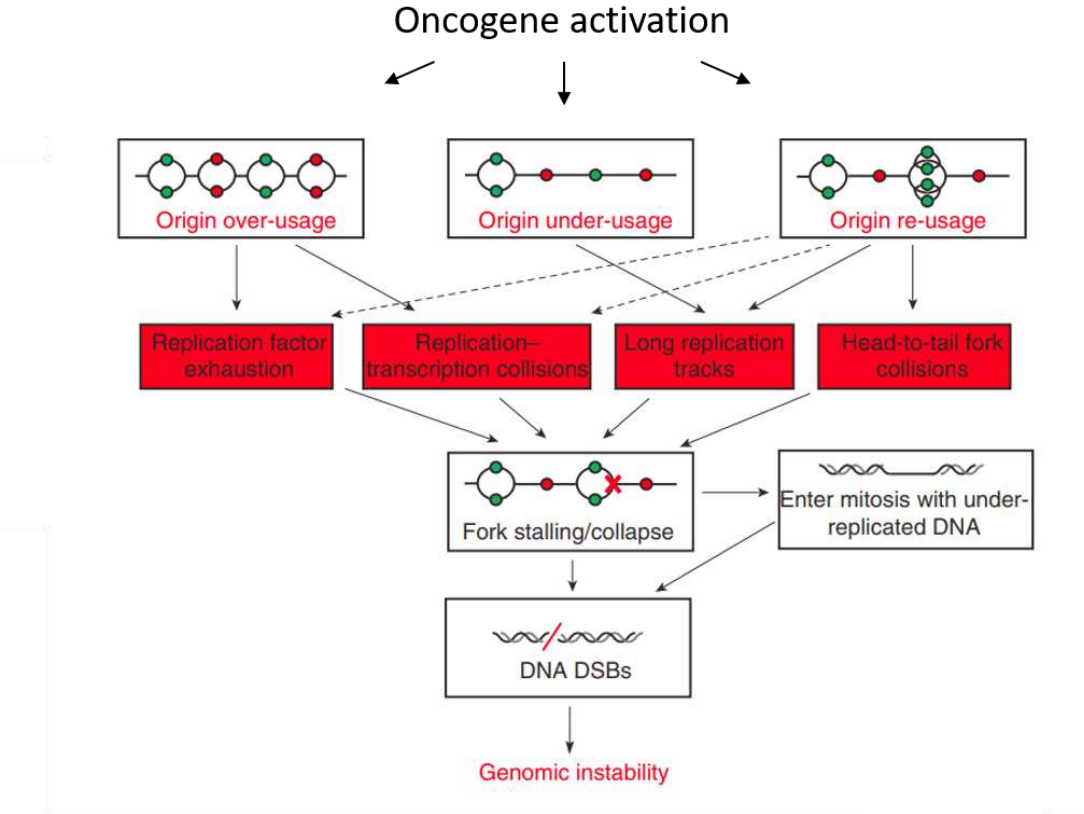 Oncogene activation
Origin over-usage
Origin under-usage
Origin re-usage
Replication factor
exhaustion
Replication–
transcription collisions
Long replication
tracks
Head-to-tail fork
collisions
Fork stalling/collapse
Enter mitosis with under-
replicated DNA
DNA DSBs
Genomic instability